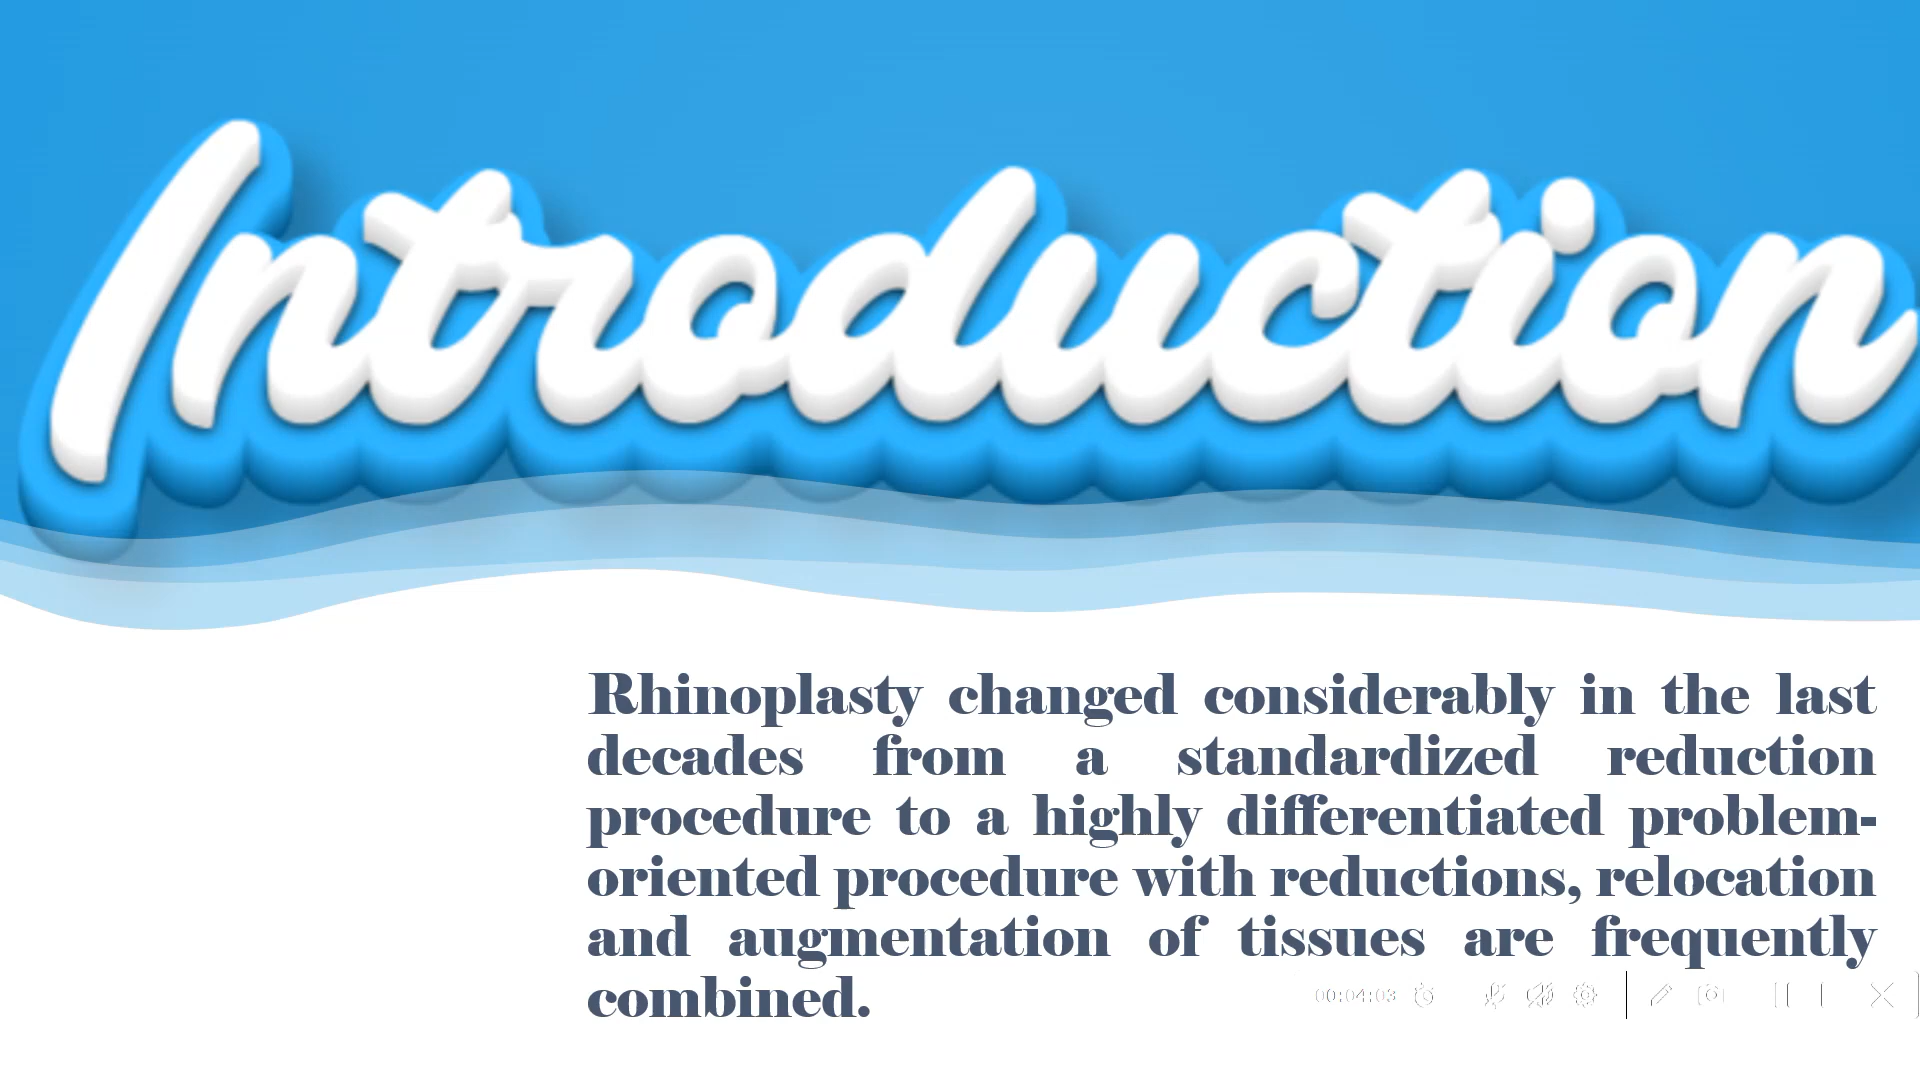 Introduction
Rhinoplasty changed considerably in the last
decades from a standardized reduction
procedure to a highly differentiated problem-
oriented procedure with reductions, relocation
and augmentation of tissues are frequently
combined.
00:04:03